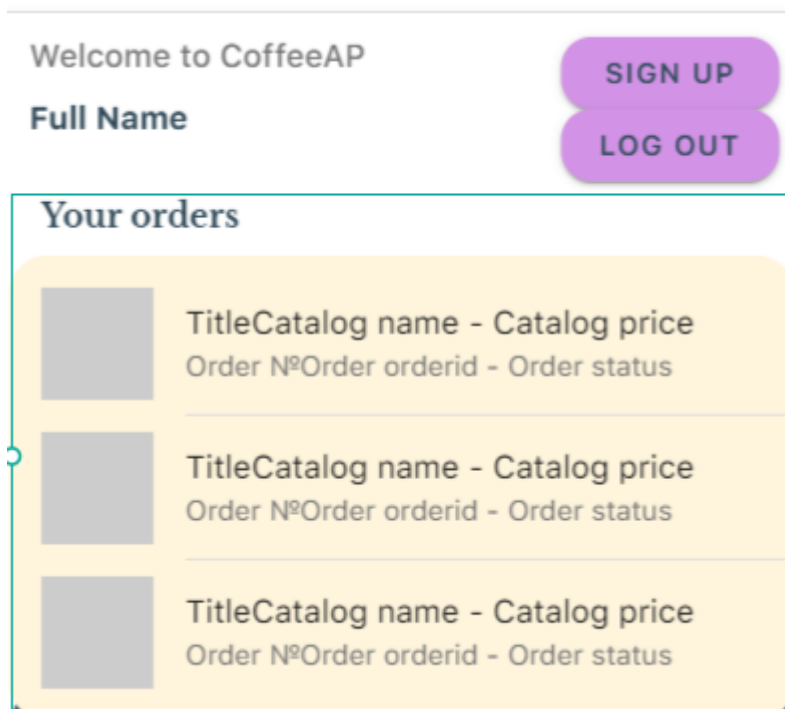 Welcome to CoffeeAP
SIGN UP
Full Name
LOG OUT
Your orders
TitleCatalog name - Catalog price
Order №Order orderid - Order status
TitleCatalog name - Catalog price
Order №Order orderid - Order status
TitleCatalog name - Catalog price
Order №Order orderid - Order status